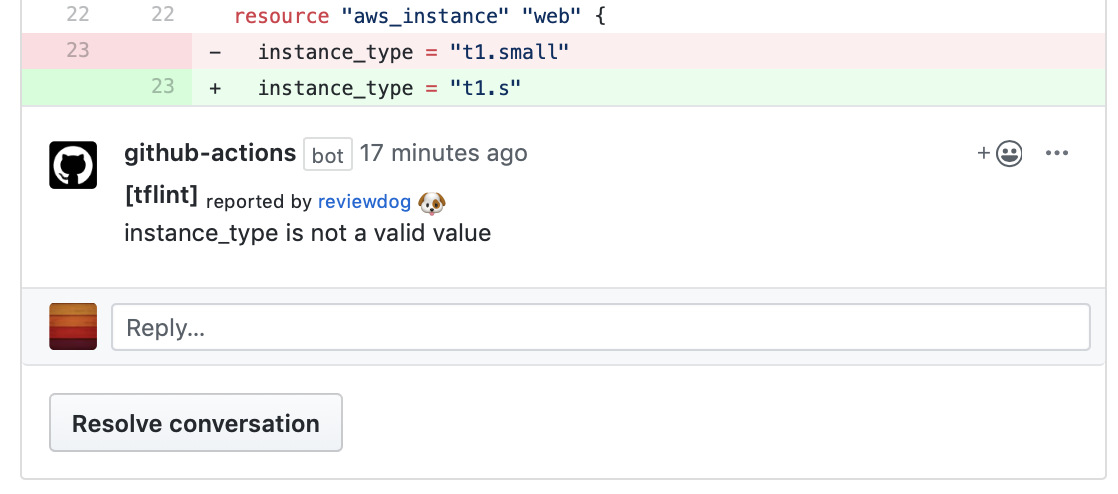 22 22 resource "aws_instance" "web" {
23 - instance_type = "t1.small"
23 + instance_type = "t1.s"
github-actions bot 17 minutes ago
[tflint] reported by reviewdog 🐶
instance_type is not a valid value
Reply...
Resolve conversation